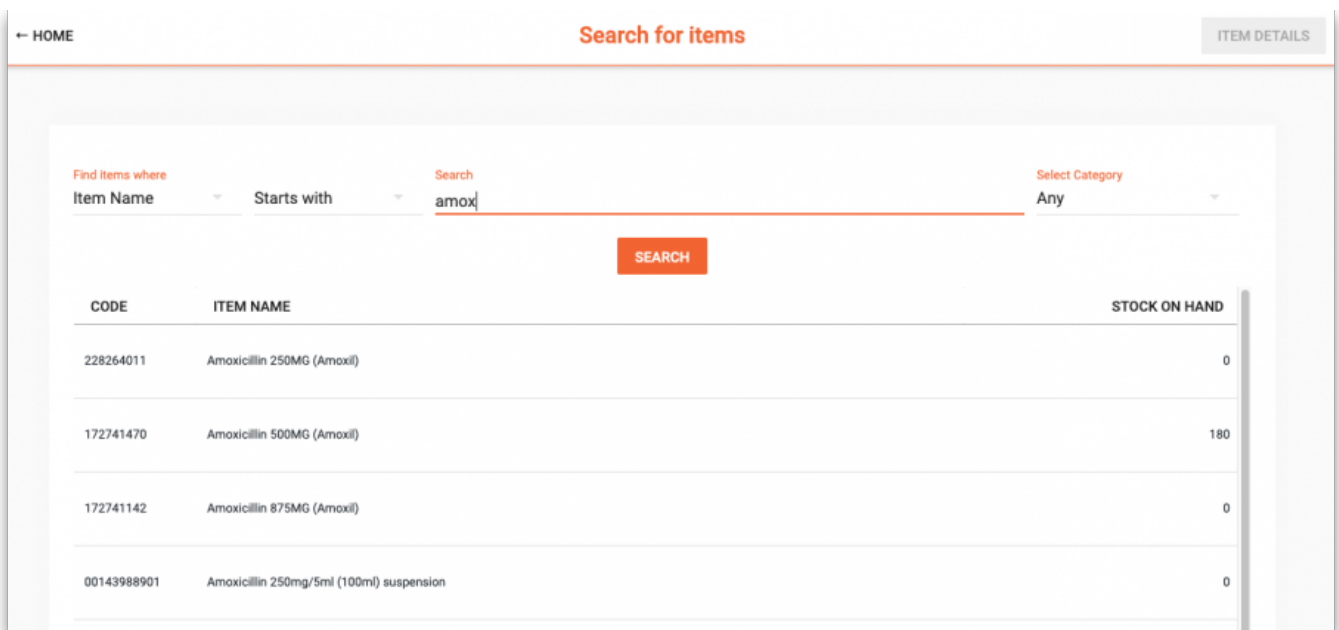 ← HOME Search for items ITEM DETAILS
Find items where Search Select Category
Item Name Starts with amox Any
SEARCH
CODE ITEM NAME STOCK ON HAND
228264011 Amoxicillin 250MG (Amoxil) 0
172741470 Amoxicillin 500MG (Amoxil) 180
172741142 Amoxicillin 875MG (Amoxil) 0
00143988901 Amoxicillin 250mg/5ml (100ml) suspension 0